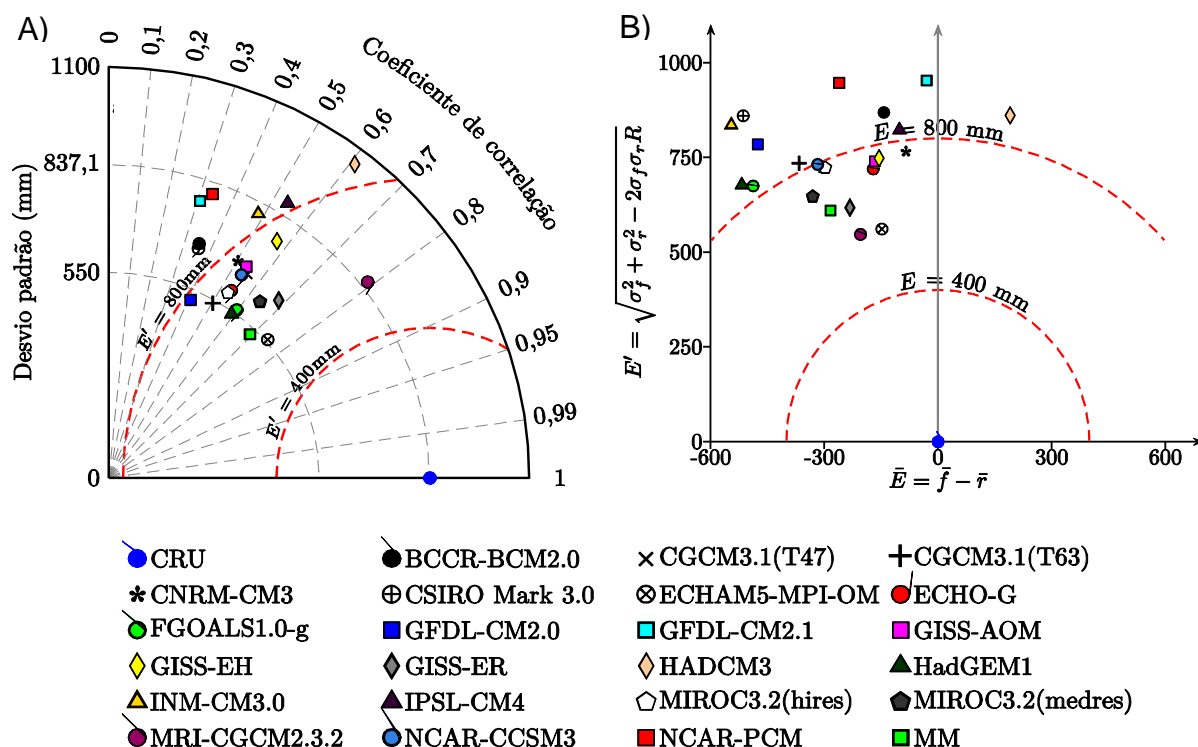 A)
0
0,1
0,2
0,3
0,4
0,5
0,6
0,7
0,8
0,9
0,95
0,99
1
Coeficiente de correlação
1100
837,1
550
0
Desvio padrão (mm)
E' = 800mm
E' = 400mm
B)
1000
750
500
250
0
-600
-300
0
300
600
E = 800 mm
E = 400 mm
E' = √σ_f² + σ_r² − 2σ_fσ_rR
Ē = f̄ − r̄
CRU
BCCR-BCM2.0
CGCM3.1(T47)
CGCM3.1(T63)
CNRM-CM3
CSIRO Mark 3.0
ECHAM5-MPI-OM
ECHO-G
FGOALS1.0-g
GFDL-CM2.0
GFDL-CM2.1
GISS-AOM
GISS-EH
GISS-ER
HADCM3
HadGEM1
INM-CM3.0
IPSL-CM4
MIROC3.2(hires)
MIROC3.2(medres)
MRI-CGCM2.3.2
NCAR-CCSM3
NCAR-PCM
MM